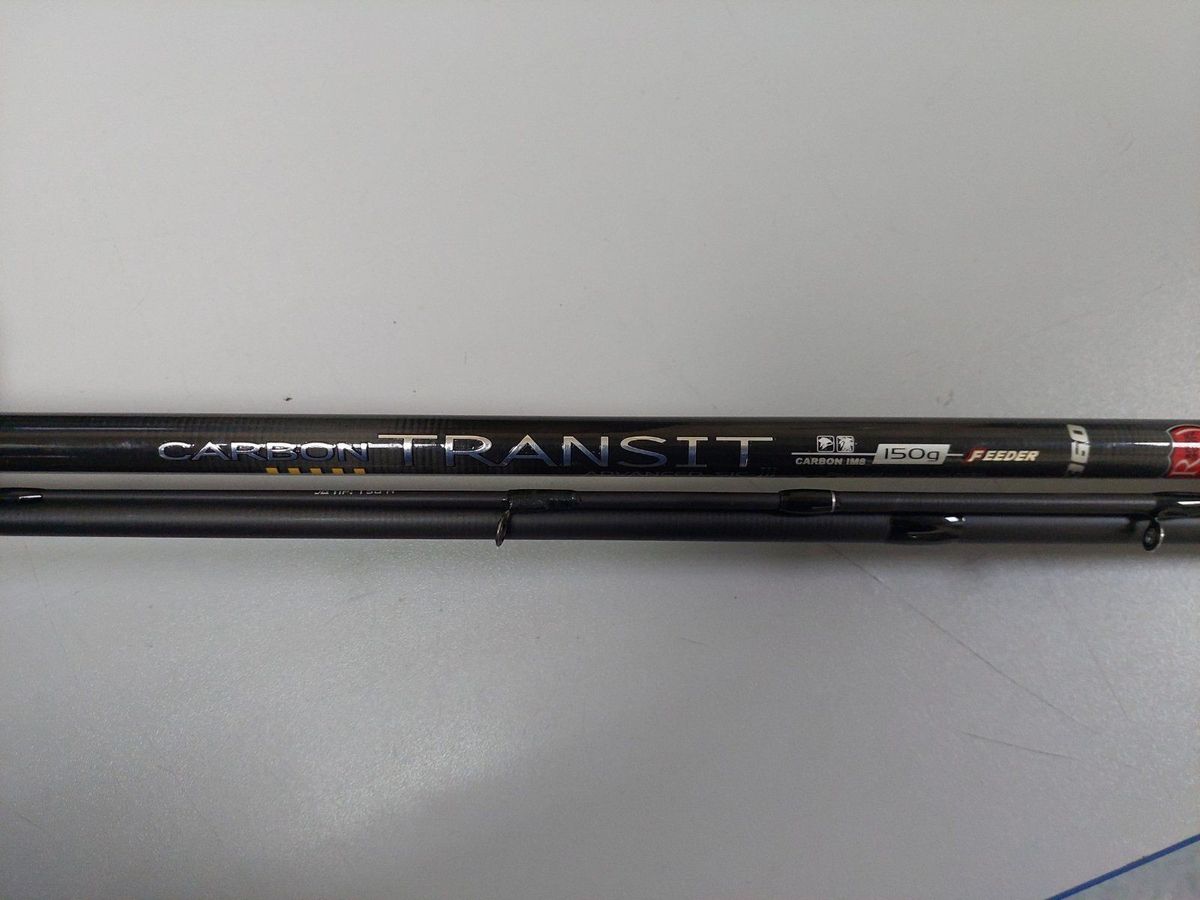 CARBON TRANSIT
CARBON IM8
150g
FEEDER
360